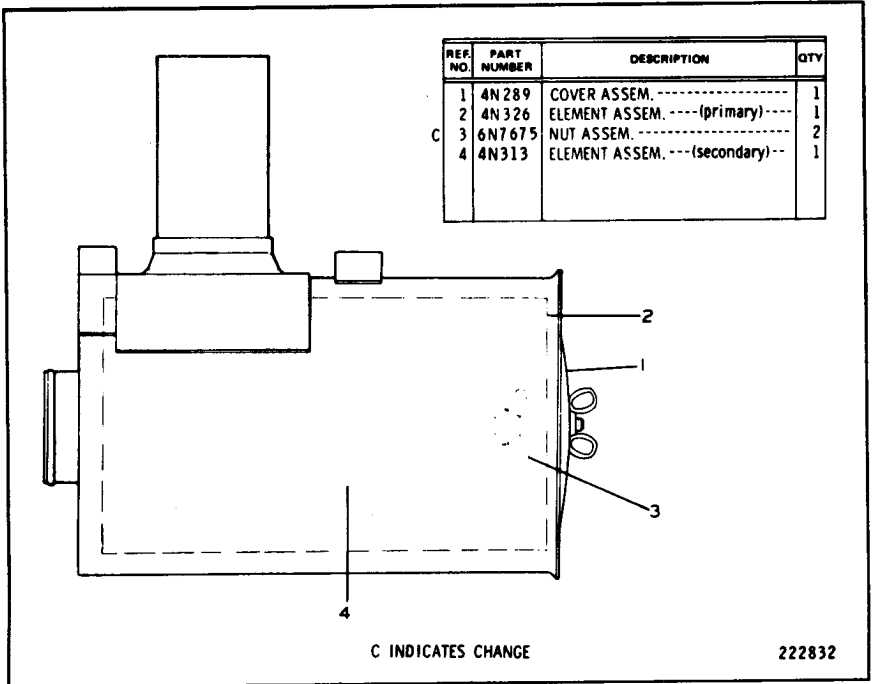 REF. NO. PART NUMBER DESCRIPTION QTY
1 4N289 COVER ASSEM. ------------------ 1
2 4N326 ELEMENT ASSEM. ----(primary)---- 1
C 3 6N7675 NUT ASSEM. --------------------- 2
4 4N313 ELEMENT ASSEM. ---(secondary)-- 1
2
1
3
4
C INDICATES CHANGE 222832